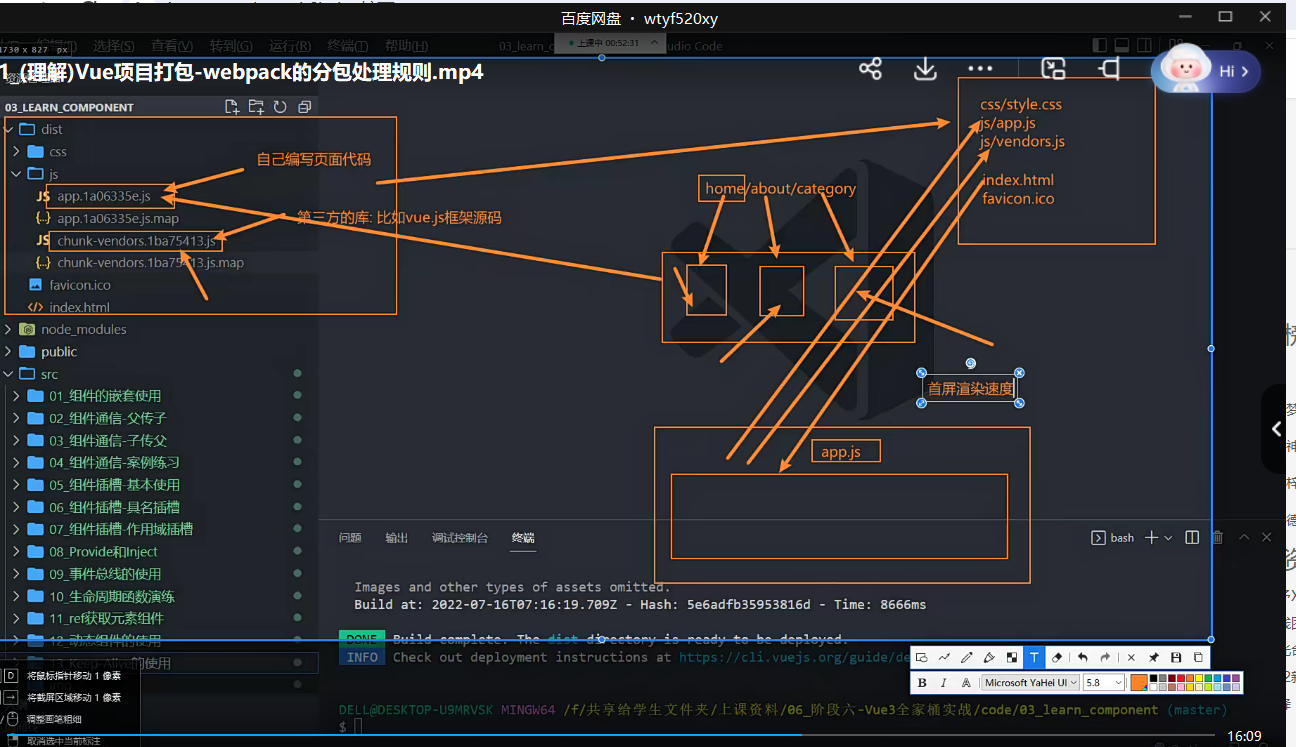 百度网盘 · wtyf520xy
1730 x 827 px
选择(S) 查看(V) 转到(G) 运行(R) 终端(T) 帮助(H)
上课中 00:52:31
1_(理解)Vue项目打包-webpack的分包处理规则.mp4
Hi
03_LEARN_COMPONENT
dist
css
js
JS app.1a06335e.js
{..} app.1a06335e.js.map
JS chunk-vendors.1ba75413.js
{..} chunk-vendors.1ba75413.js.map
favicon.ico
<> index.html
node_modules
public
src
01_组件的嵌套使用
02_组件通信-父传子
03_组件通信-子传父
04_组件通信-案例练习
05_组件插槽-基本使用
06_组件插槽-具名插槽
07_组件插槽-作用域插槽
08_Provide和Inject
09_事件总线的使用
10_生命周期函数演练
11_ref获取元素组件
12_动态组件的使用
13_Keep-Alive的使用
自己编写页面代码
第三方的库: 比如vue.js框架源码
home/about/category
css/style.css
js/app.js
js/vendors.js
index.html
favicon.ico
首屏渲染速度
app.js
问题 输出 调试控制台 终端
bash
Images and other types of assets omitted.
Build at: 2022-07-16T07:16:19.709Z - Hash: 5e6adfb35953816d - Time: 8666ms
DONE Build complete. The dist directory is ready to be deployed.
INFO Check out deployment instructions at https://cli.vuejs.org/guide/de
B I A Microsoft YaHei UI 5.8
DELL@DESKTOP-U9MRVSK MINGW64 /f/共享给学生文件夹/上课资料/06_阶段六-Vue3全家桶实战/code/03_learn_component (master)
$
D 将鼠标指针移动 1 像素
将截屏区域移动 1 像素
调整画笔粗细
取消选中当前标注
16:09